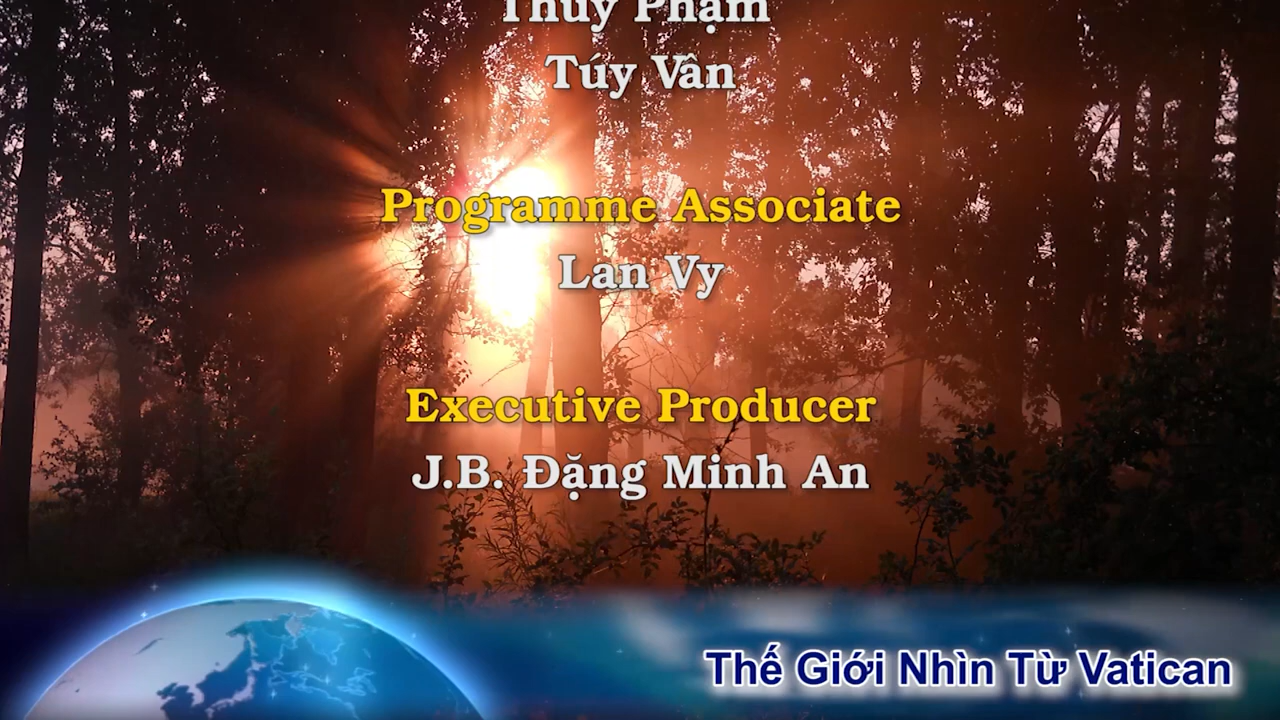 Túy Vân
Programme Associate
Lan Vy
Executive Producer
J.B. Đặng Minh An
Thế Giới Nhìn Từ Vatican